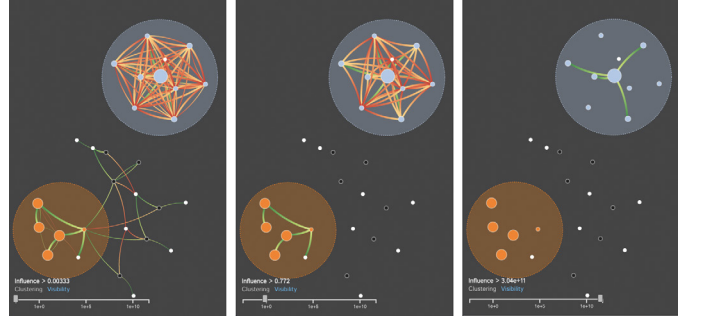 Influence > 0.00333
Clustering Visibility
1e+0 1e+5 1e+10
Influence > 0.772
Clustering Visibility
1e+0 1e+5 1e+10
Influence > 3.04e+11
Clustering Visibility
1e+0 1e+5 1e+10